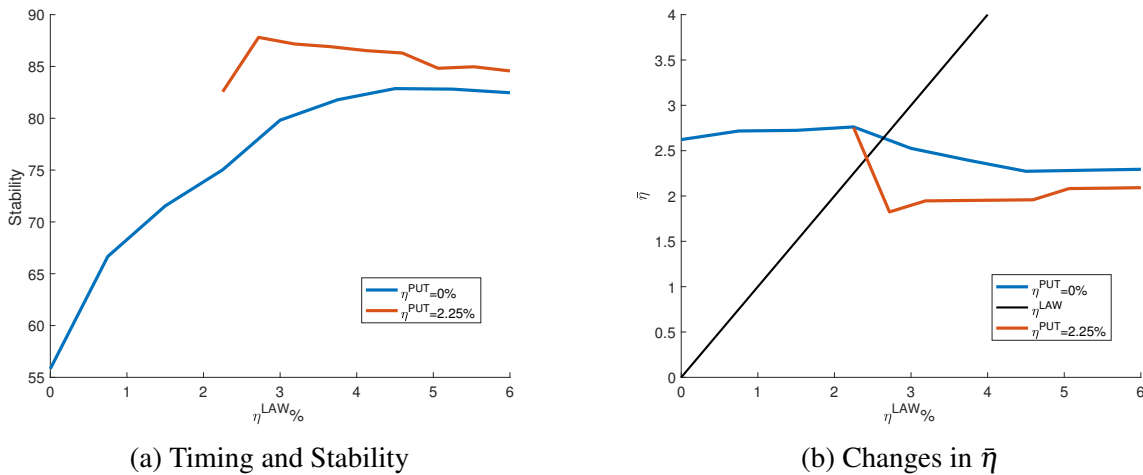 90
85
80
75
70
65
60
55
Stability
0 1 2 3 4 5 6
η^LAW%
η^PUT=0%
η^PUT=2.25%
(a) Timing and Stability
4
3.5
3
2.5
2
1.5
1
0.5
0
η̄
0 1 2 3 4 5 6
η^LAW%
η^PUT=0%
η^LAW
η^PUT=2.25%
(b) Changes in η̄